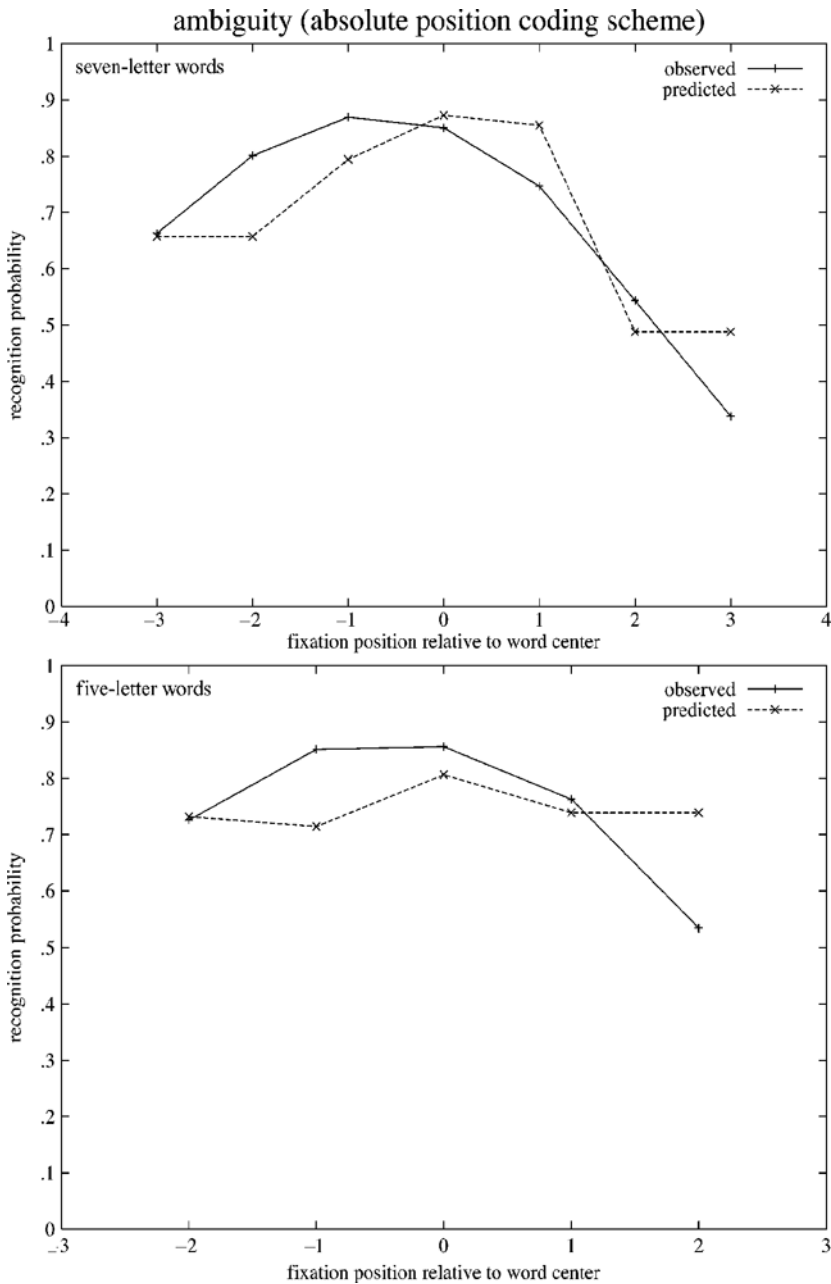 ambiguity (absolute position coding scheme)
1
seven-letter words
observed
predicted
.9
.8
.7
.6
.5
.4
.3
.2
.1
0
recognition probability
−4 −3 −2 −1 0 1 2 3 4
fixation position relative to word center
1
five-letter words
observed
predicted
.9
.8
.7
.6
.5
.4
.3
.2
.1
0
recognition probability
−3 −2 −1 0 1 2 3
fixation position relative to word center